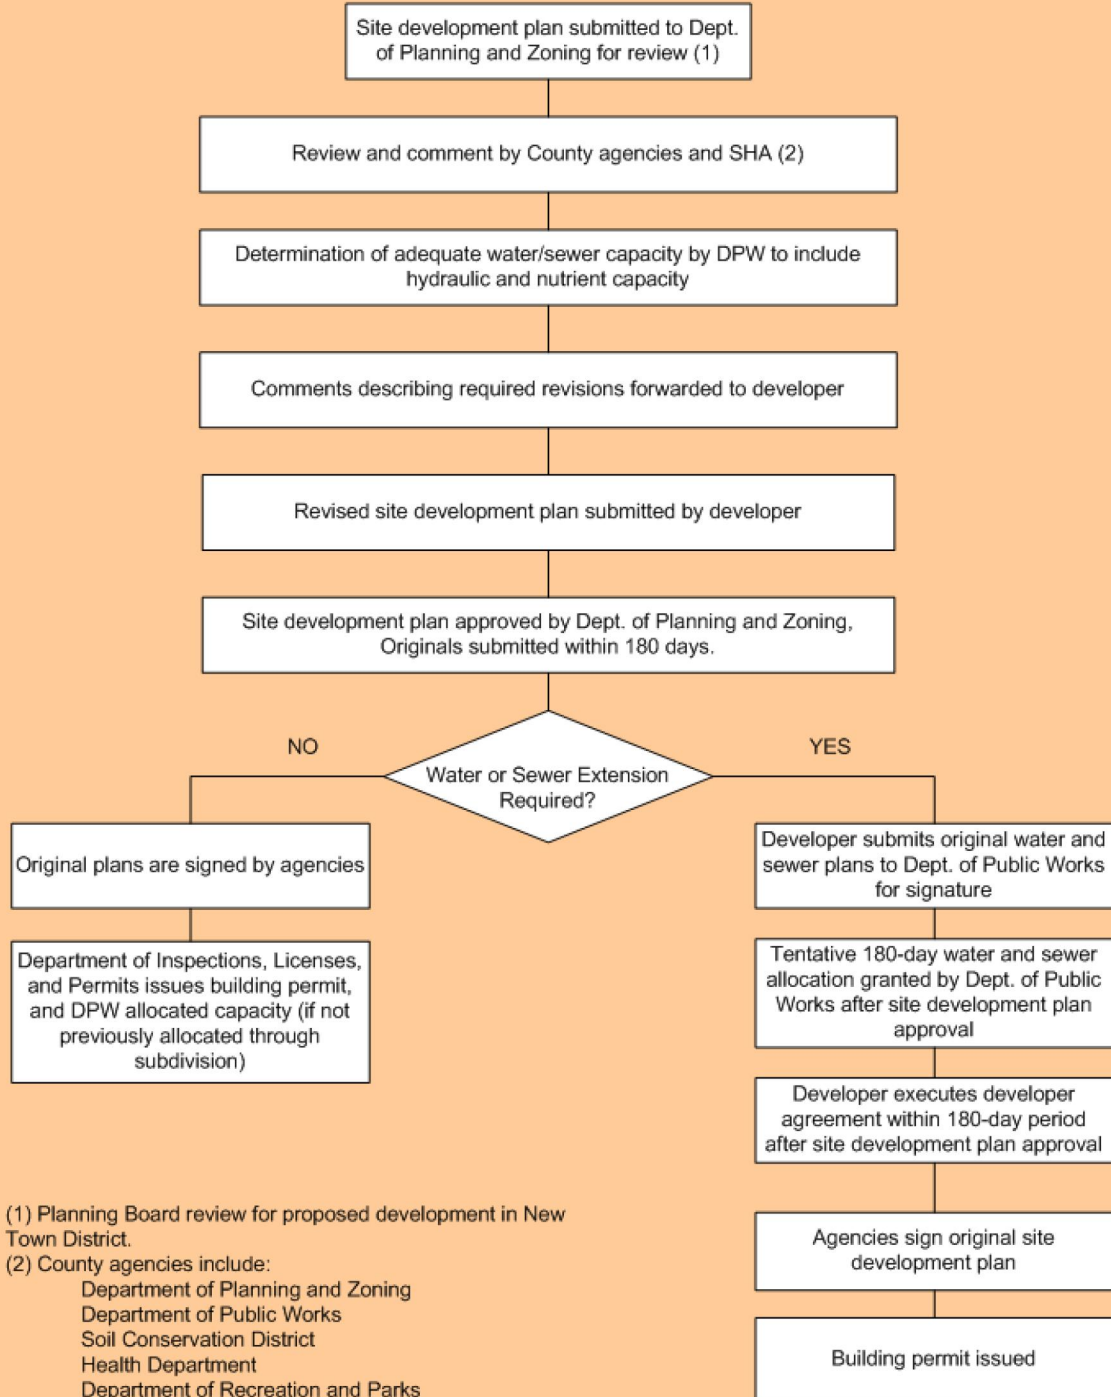 Site development plan submitted to Dept.
of Planning and Zoning for review (1)
Review and comment by County agencies and SHA (2)
Determination of adequate water/sewer capacity by DPW to include
hydraulic and nutrient capacity
Comments describing required revisions forwarded to developer
Revised site development plan submitted by developer
Site development plan approved by Dept. of Planning and Zoning,
Originals submitted within 180 days.
Water or Sewer Extension
Required?
NO
Original plans are signed by agencies
Department of Inspections, Licenses,
and Permits issues building permit,
and DPW allocated capacity (if not
previously allocated through
subdivision)
YES
Developer submits original water and
sewer plans to Dept. of Public Works
for signature
Tentative 180-day water and sewer
allocation granted by Dept. of Public
Works after site development plan
approval
Developer executes developer
agreement within 180-day period
after site development plan approval
Agencies sign original site
development plan
Building permit issued
(1) Planning Board review for proposed development in New
Town District.
(2) County agencies include:
Department of Planning and Zoning
Department of Public Works
Soil Conservation District
Health Department
Department of Recreation and Parks